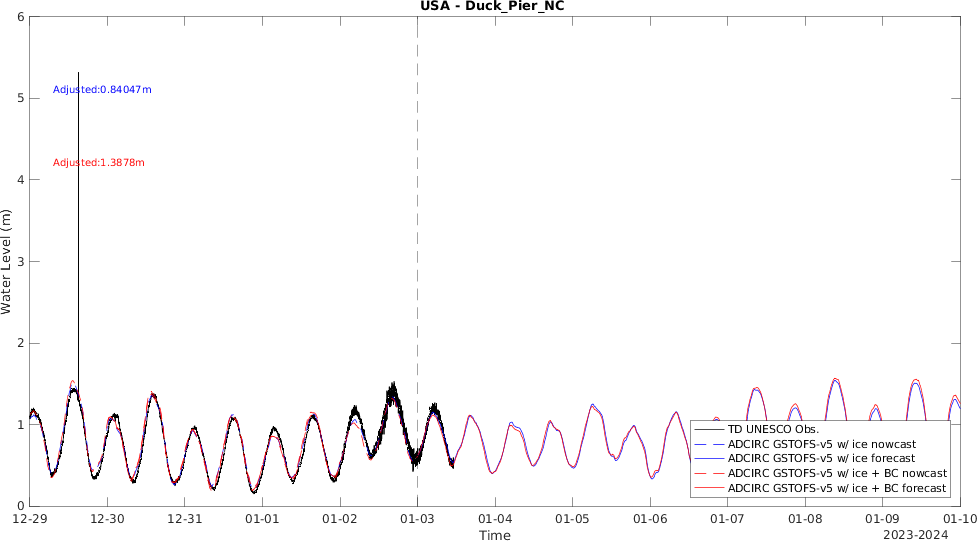 USA - Duck_Pier_NC
6
5
4
3
2
1
0
Water Level (m)
Adjusted:0.84047m
Adjusted:1.3878m
TD UNESCO Obs.
ADCIRC GSTOFS-v5 w/ ice nowcast
ADCIRC GSTOFS-v5 w/ ice forecast
ADCIRC GSTOFS-v5 w/ ice + BC nowcast
ADCIRC GSTOFS-v5 w/ ice + BC forecast
12-29 12-30 12-31 01-01 01-02 01-03 01-04 01-05 01-06 01-07 01-08 01-09 01-10
Time
2023-2024